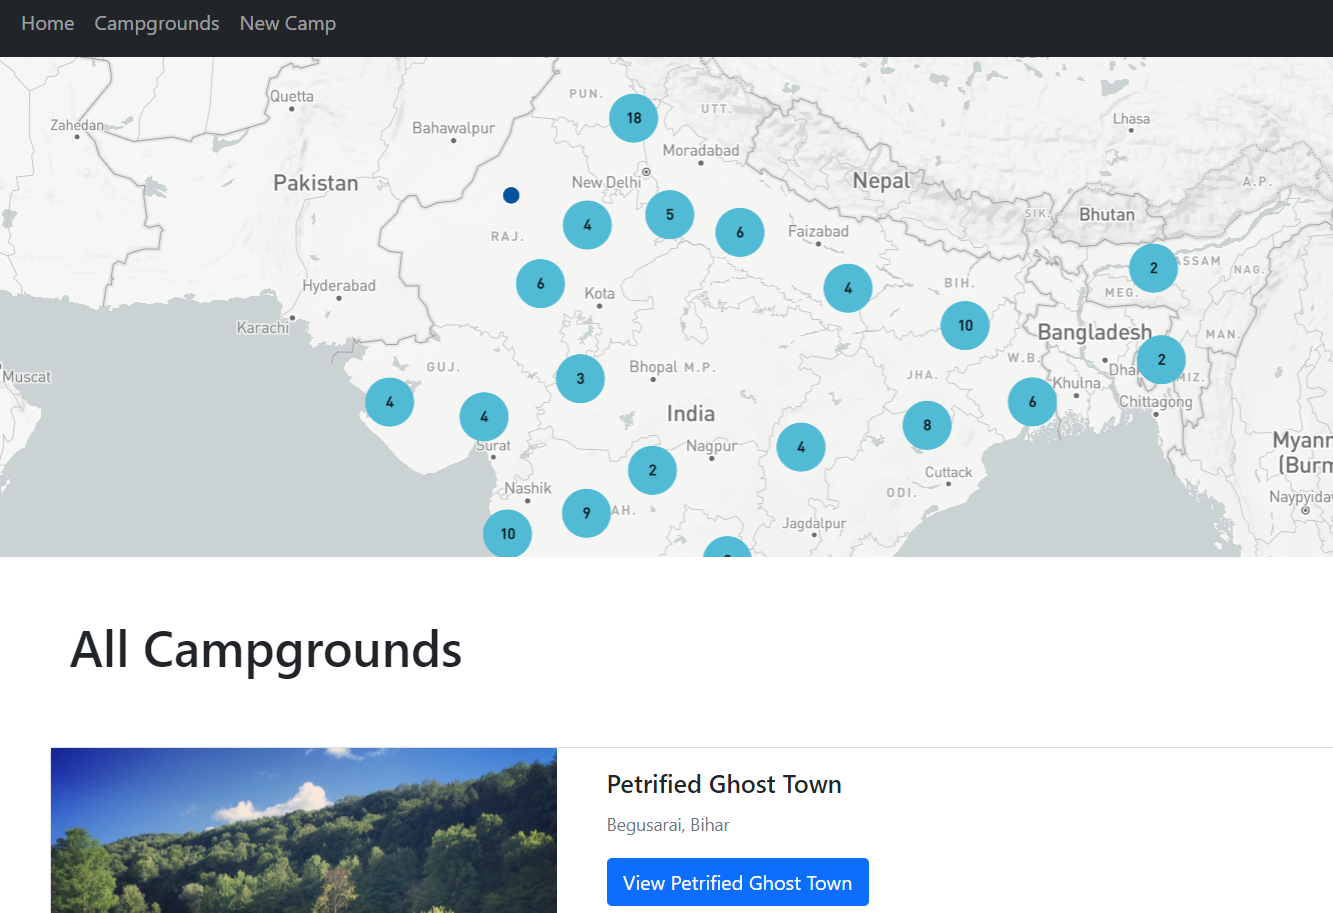 Home Campgrounds New Camp
PUN.
Quetta
UTT.
18
Lhasa
Zahedan
Bahawalpur
Moradabad
New Delhi
Pakistan
Nepal
A.P.
SIK.
Bhutan
4
5
6
Faizabad
RAJ.
ASSAM
2
NAG.
Hyderabad
6
Kota
4
BIH.
MEG.
Karachi
10
Bangladesh
MAN.
GUJ.
Bhopal M.P.
W.B.
2
Muscat
3
JHA.
Khulna
MIZ.
4
4
India
6
Chittagong
8
Surat
Nagpur
4
Myanm
(Burm
2
Cuttack
Nashik
ODI.
Naypyidaw
9
AH.
10
Jagdalpur
All Campgrounds
Petrified Ghost Town
Begusarai, Bihar
View Petrified Ghost Town